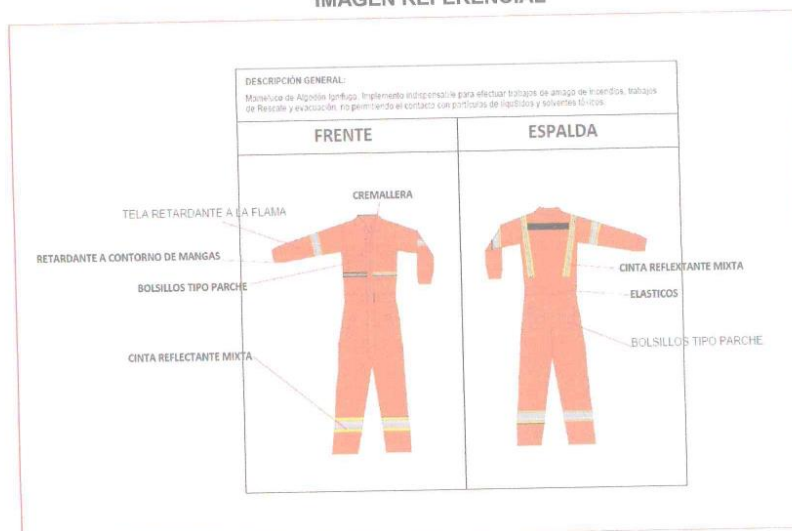 IMAGEN REFERENCIAL
DESCRIPCIÓN GENERAL:
Mameluco de Algodón Ignífugo, Implemento indispensable para efectuar trabajos de amago de incendios, trabajos
de Rescate y evacuación, no permitiendo el contacto con partículas de líquidos y solventes tóxicos.
FRENTE
ESPALDA
CREMALLERA
TELA RETARDANTE A LA FLAMA
RETARDANTE A CONTORNO DE MANGAS
BOLSILLOS TIPO PARCHE
CINTA REFLECTANTE MIXTA
CINTA REFLEXTANTE MIXTA
ELASTICOS
BOLSILLOS TIPO PARCHE